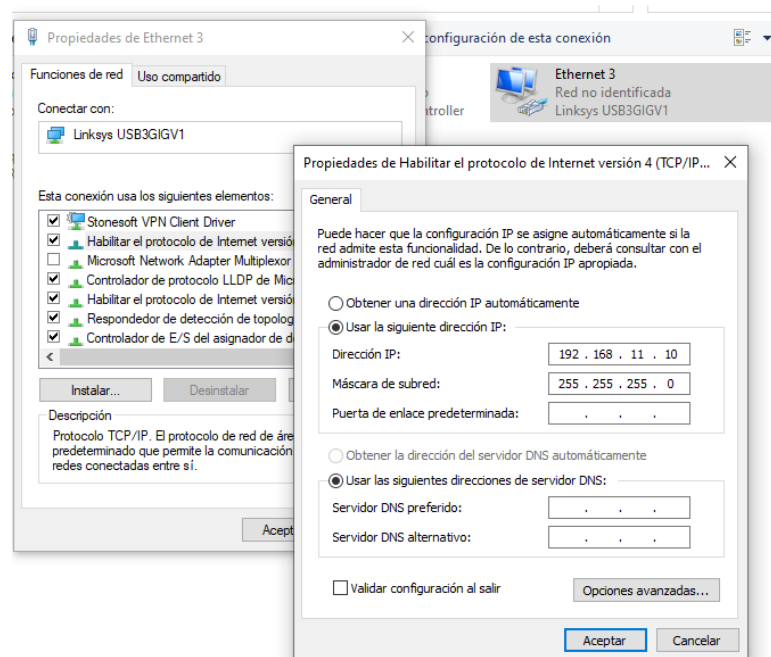 Propiedades de Ethernet 3
configuración de esta conexión
Funciones de red
Uso compartido
Ethernet 3
Red no identificada
Linksys USB3GIGV1
Conectar con:
Linksys USB3GIGV1
Esta conexión usa los siguientes elementos:
Stonesoft VPN Client Driver
Habilitar el protocolo de Internet versió
Microsoft Network Adapter Multiplexor
Controlador de protocolo LLDP de Mic
Habilitar el protocolo de Internet versió
Respondedor de detección de topolog
Controlador de E/S del asignador de d
Instalar...
Desinstalar
Descripción
Protocolo TCP/IP. El protocolo de red de áre
predeterminado que permite la comunicación
redes conectadas entre sí.
Acept
Propiedades de Habilitar el protocolo de Internet versión 4 (TCP/IP...
General
Puede hacer que la configuración IP se asigne automáticamente si la
red admite esta funcionalidad. De lo contrario, deberá consultar con el
administrador de red cuál es la configuración IP apropiada.
Obtener una dirección IP automáticamente
Usar la siguiente dirección IP:
Dirección IP: 192 . 168 . 11 . 10
Máscara de subred: 255 . 255 . 255 . 0
Puerta de enlace predeterminada: . . .
Obtener la dirección del servidor DNS automáticamente
Usar las siguientes direcciones de servidor DNS:
Servidor DNS preferido: . . .
Servidor DNS alternativo: . . .
Validar configuración al salir
Opciones avanzadas...
Aceptar
Cancelar